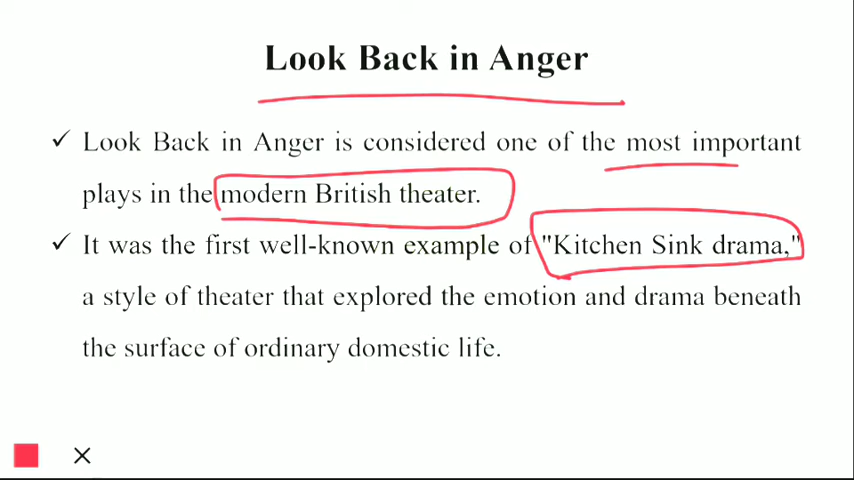 Look Back in Anger
✓ Look Back in Anger is considered one of the most important
plays in the modern British theater.
✓ It was the first well-known example of "Kitchen Sink drama,"
a style of theater that explored the emotion and drama beneath
the surface of ordinary domestic life.